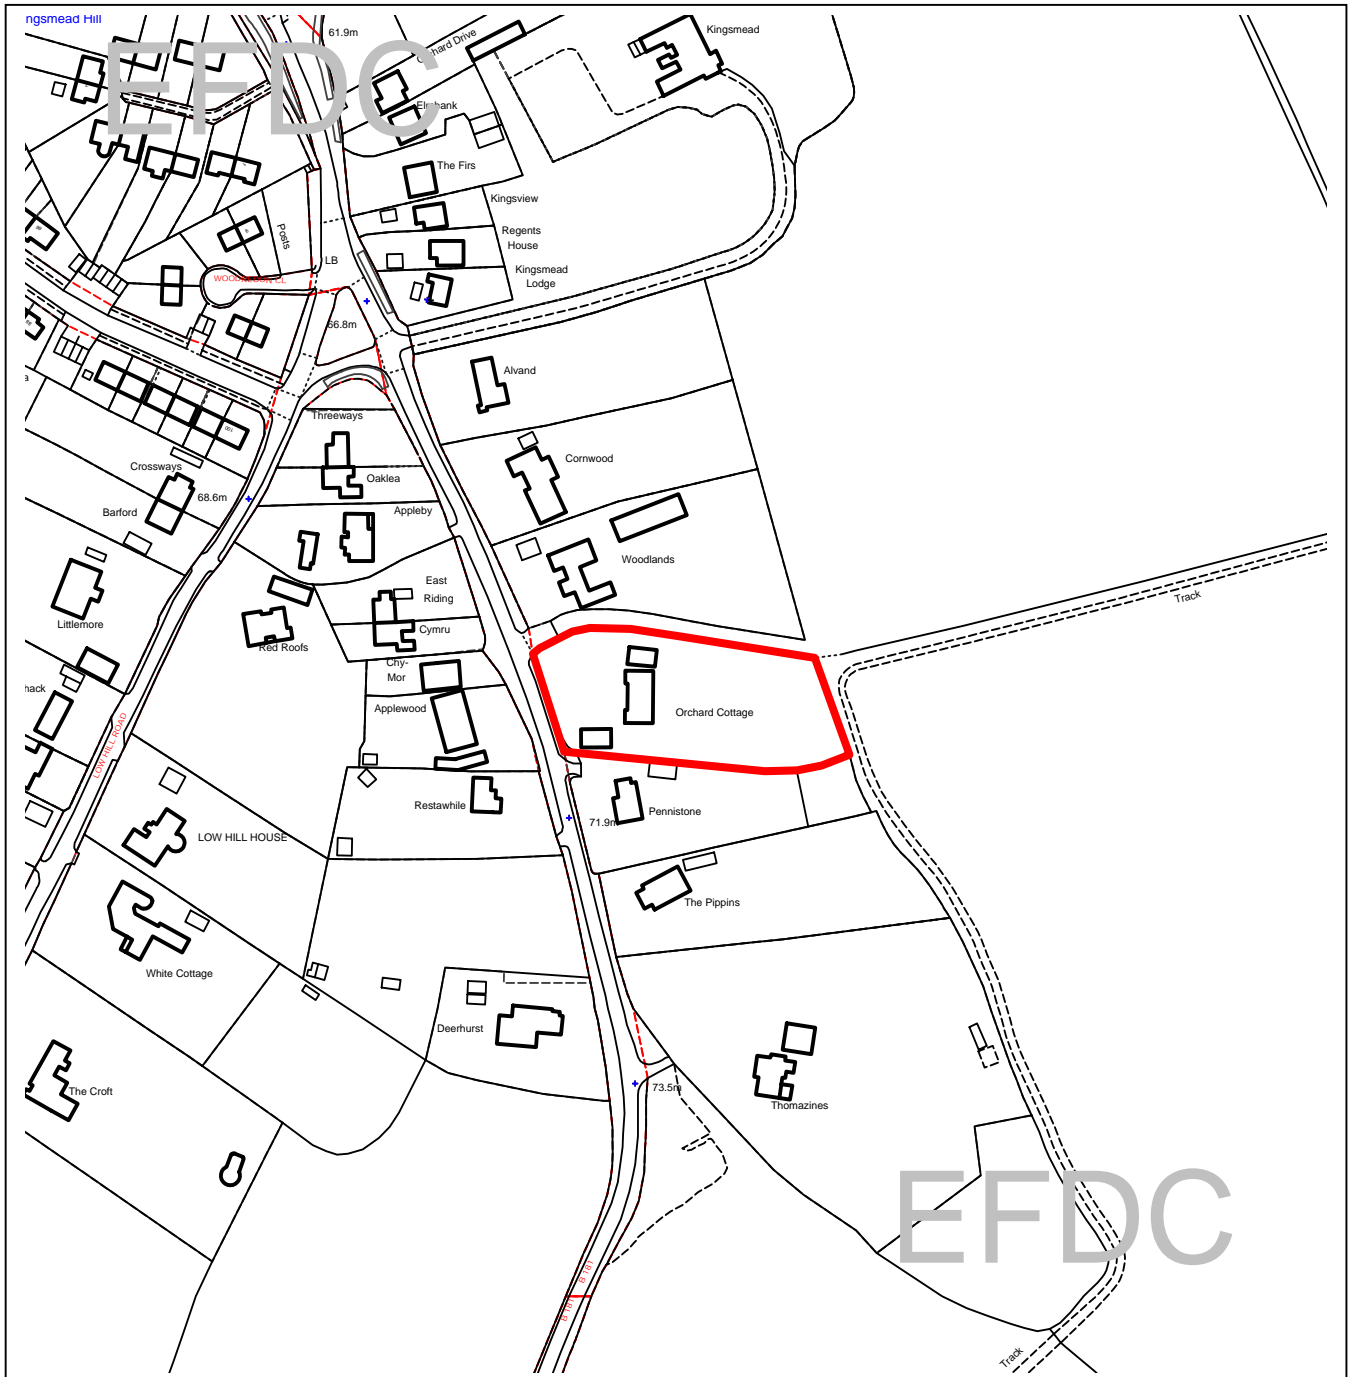 ngsmead Hill
61.9m
Orchard Drive
Kingsmead
EFDC
Elmbank
The Firs
Kingsview
Regents
House
Kingsmead
Lodge
Posts
LB
66.8m
Alvand
Threeways
Cornwood
Crossways
Oaklea
68.6m
Barford
Appleby
Woodlands
East
Riding
Track
Littlemore
Cymru
Red Roofs
Chy-
Mor
hack
Applewood
Orchard Cottage
LOW HILL ROAD
Restawhile
Pennistone
71.9m
LOW HILL HOUSE
The Pippins
White Cottage
Deerhurst
73.5m
The Croft
Thomazines
EFDC
B 181
B 181
Track